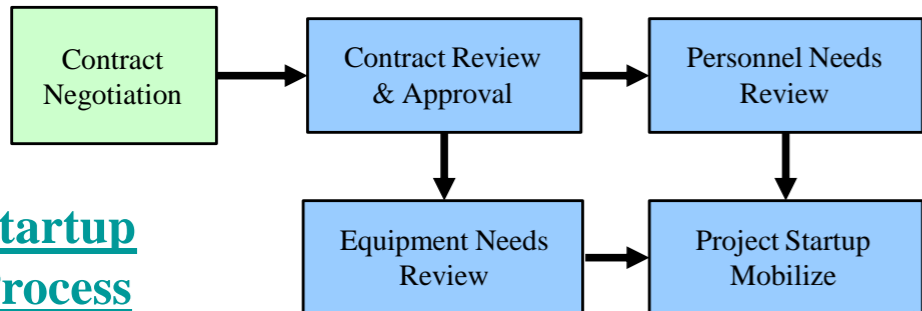 Contract
Negotiation
Contract Review
& Approval
Personnel Needs
Review
tartup
rocess
Equipment Needs
Review
Project Startup
Mobilize